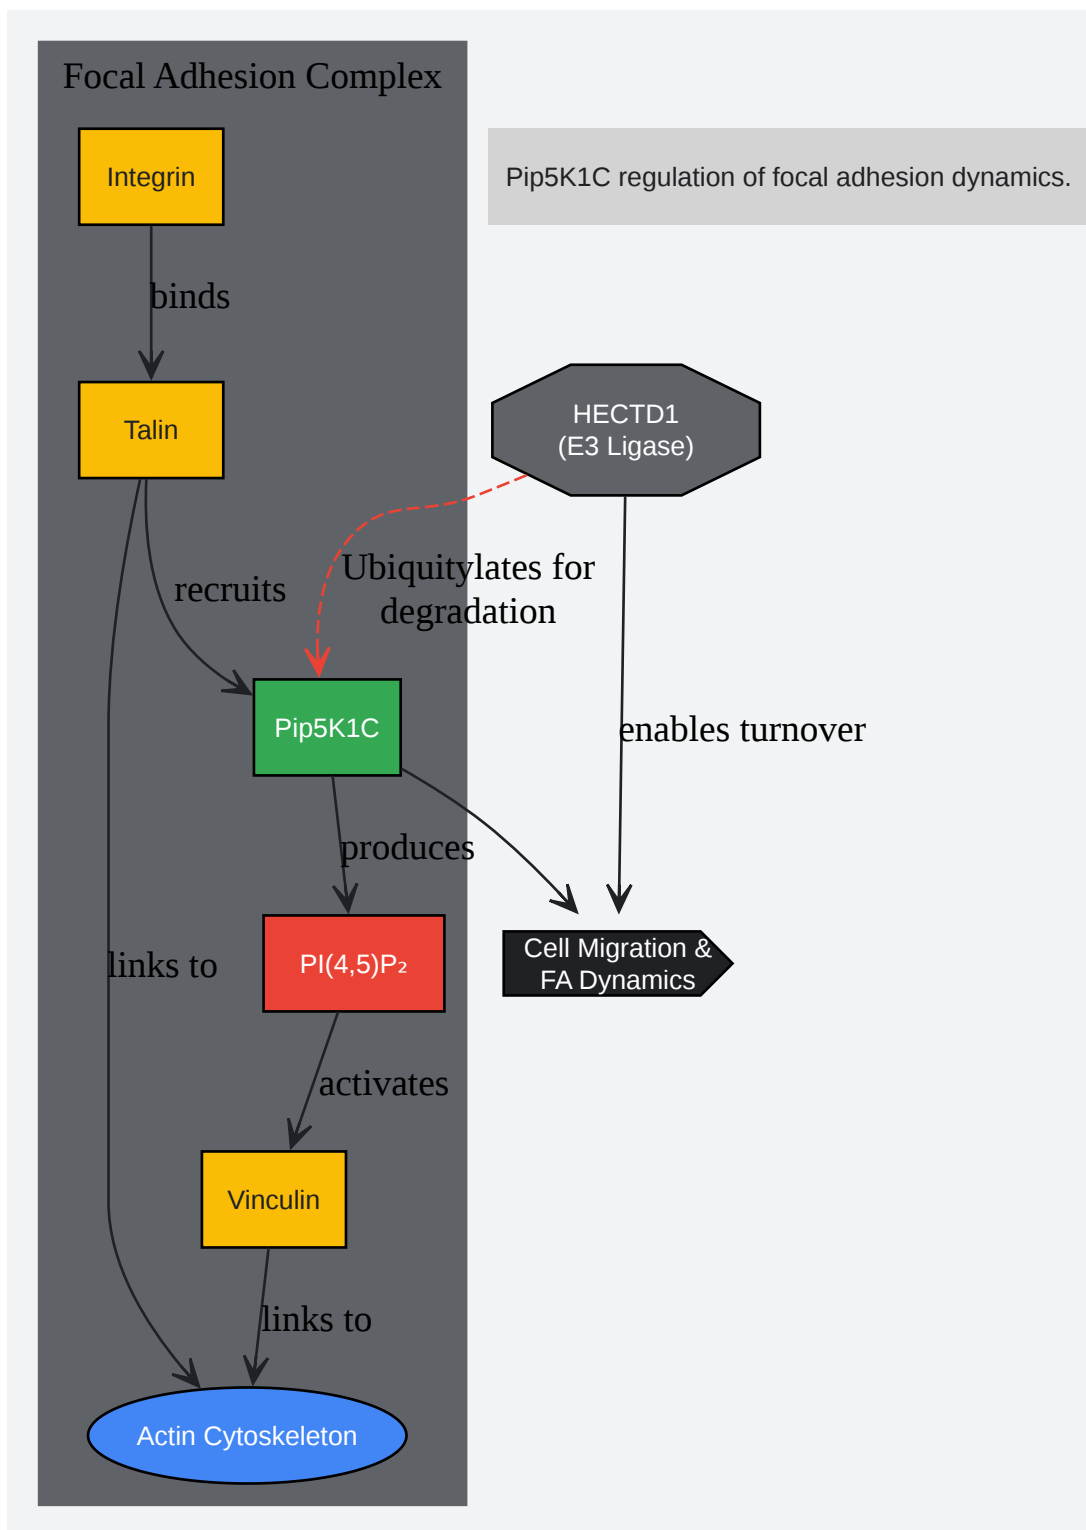 Focal Adhesion Complex
Integrin
Pip5K1C regulation of focal adhesion dynamics.
binds
Talin
HECTD1
(E3 Ligase)
recruits
Ubiquitylates for
degradation
Pip5K1C
enables turnover
produces
links to
PI(4,5)P₂
Cell Migration &
FA Dynamics
activates
Vinculin
links to
Actin Cytoskeleton